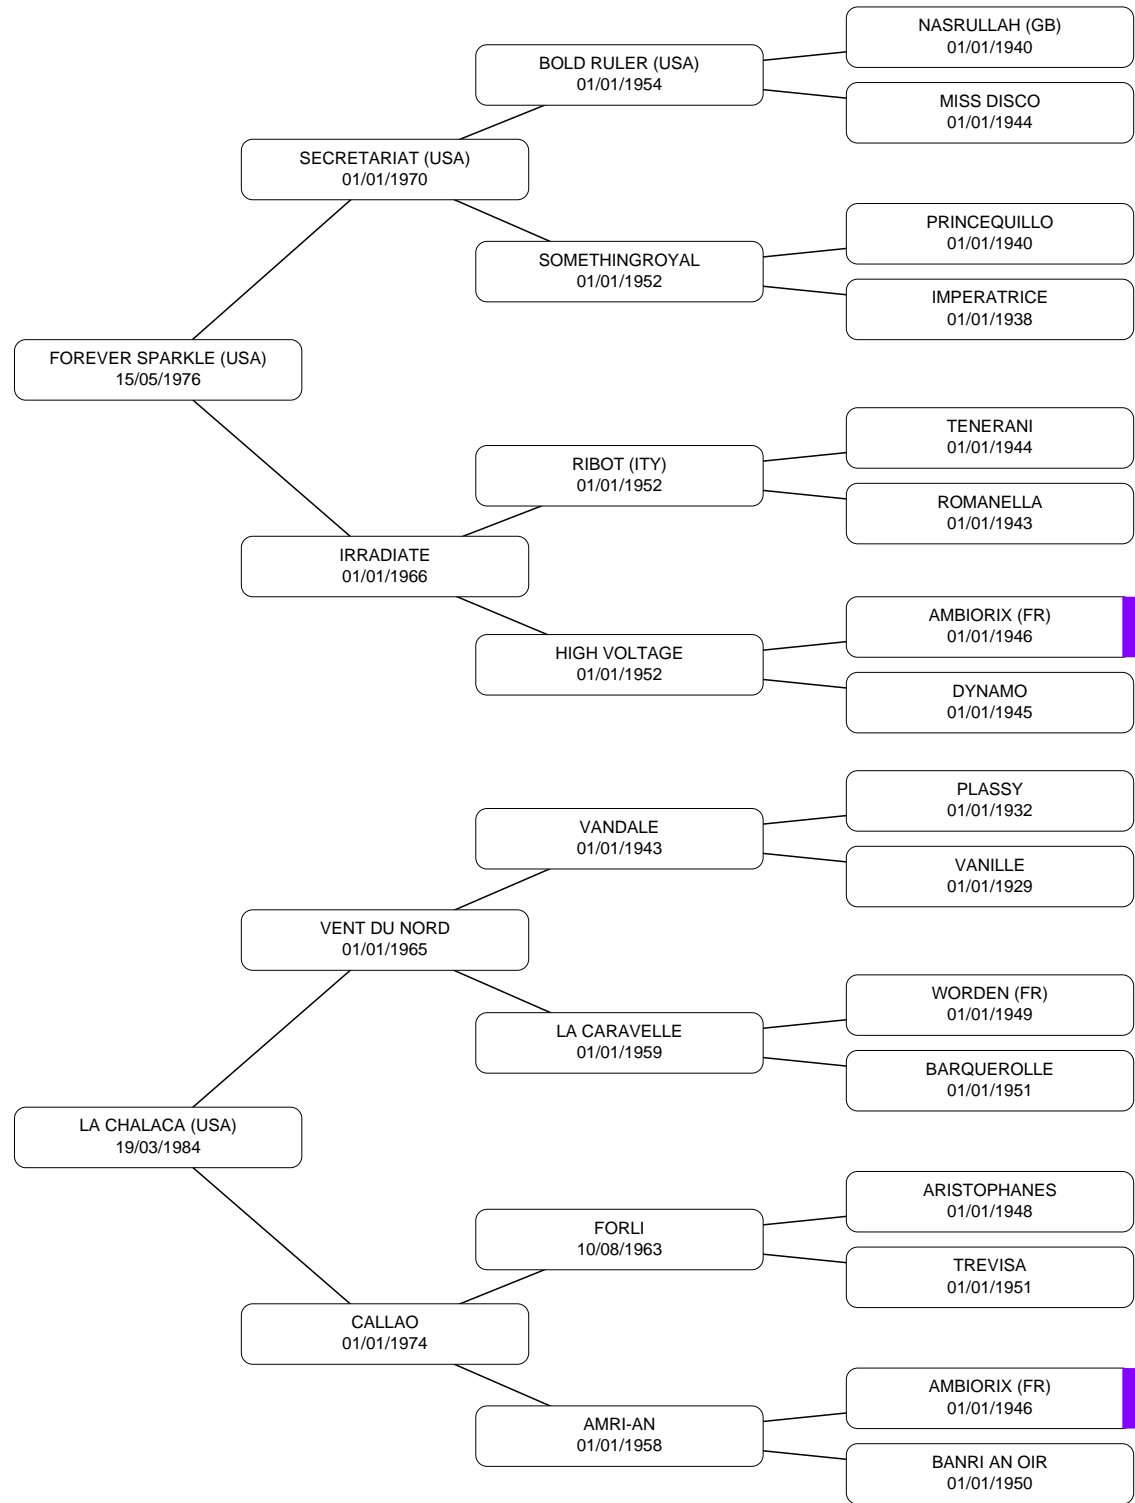 NASRULLAH (GB)
01/01/1940
BOLD RULER (USA)
01/01/1954
MISS DISCO
01/01/1944
SECRETARIAT (USA)
01/01/1970
PRINCEQUILLO
01/01/1940
SOMETHINGROYAL
01/01/1952
IMPERATRICE
01/01/1938
FOREVER SPARKLE (USA)
15/05/1976
TENERANI
01/01/1944
RIBOT (ITY)
01/01/1952
ROMANELLA
01/01/1943
IRRADIATE
01/01/1966
AMBIORIX (FR)
01/01/1946
HIGH VOLTAGE
01/01/1952
DYNAMO
01/01/1945
PLASSY
01/01/1932
VANDALE
01/01/1943
VANILLE
01/01/1929
VENT DU NORD
01/01/1965
WORDEN (FR)
01/01/1949
LA CARAVELLE
01/01/1959
BARQUEROLLE
01/01/1951
LA CHALACA (USA)
19/03/1984
ARISTOPHANES
01/01/1948
FORLI
10/08/1963
TREVISA
01/01/1951
CALLAO
01/01/1974
AMBIORIX (FR)
01/01/1946
AMRI-AN
01/01/1958
BANRI AN OIR
01/01/1950